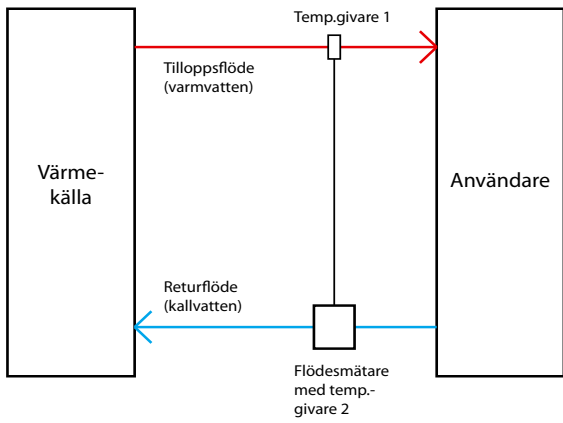 Temp.givare 1
Tilloppsflöde
(varmvatten)
Värme-
källa
Användare
Returflöde
(kallvatten)
Flödesmätare
med temp.-
givare 2